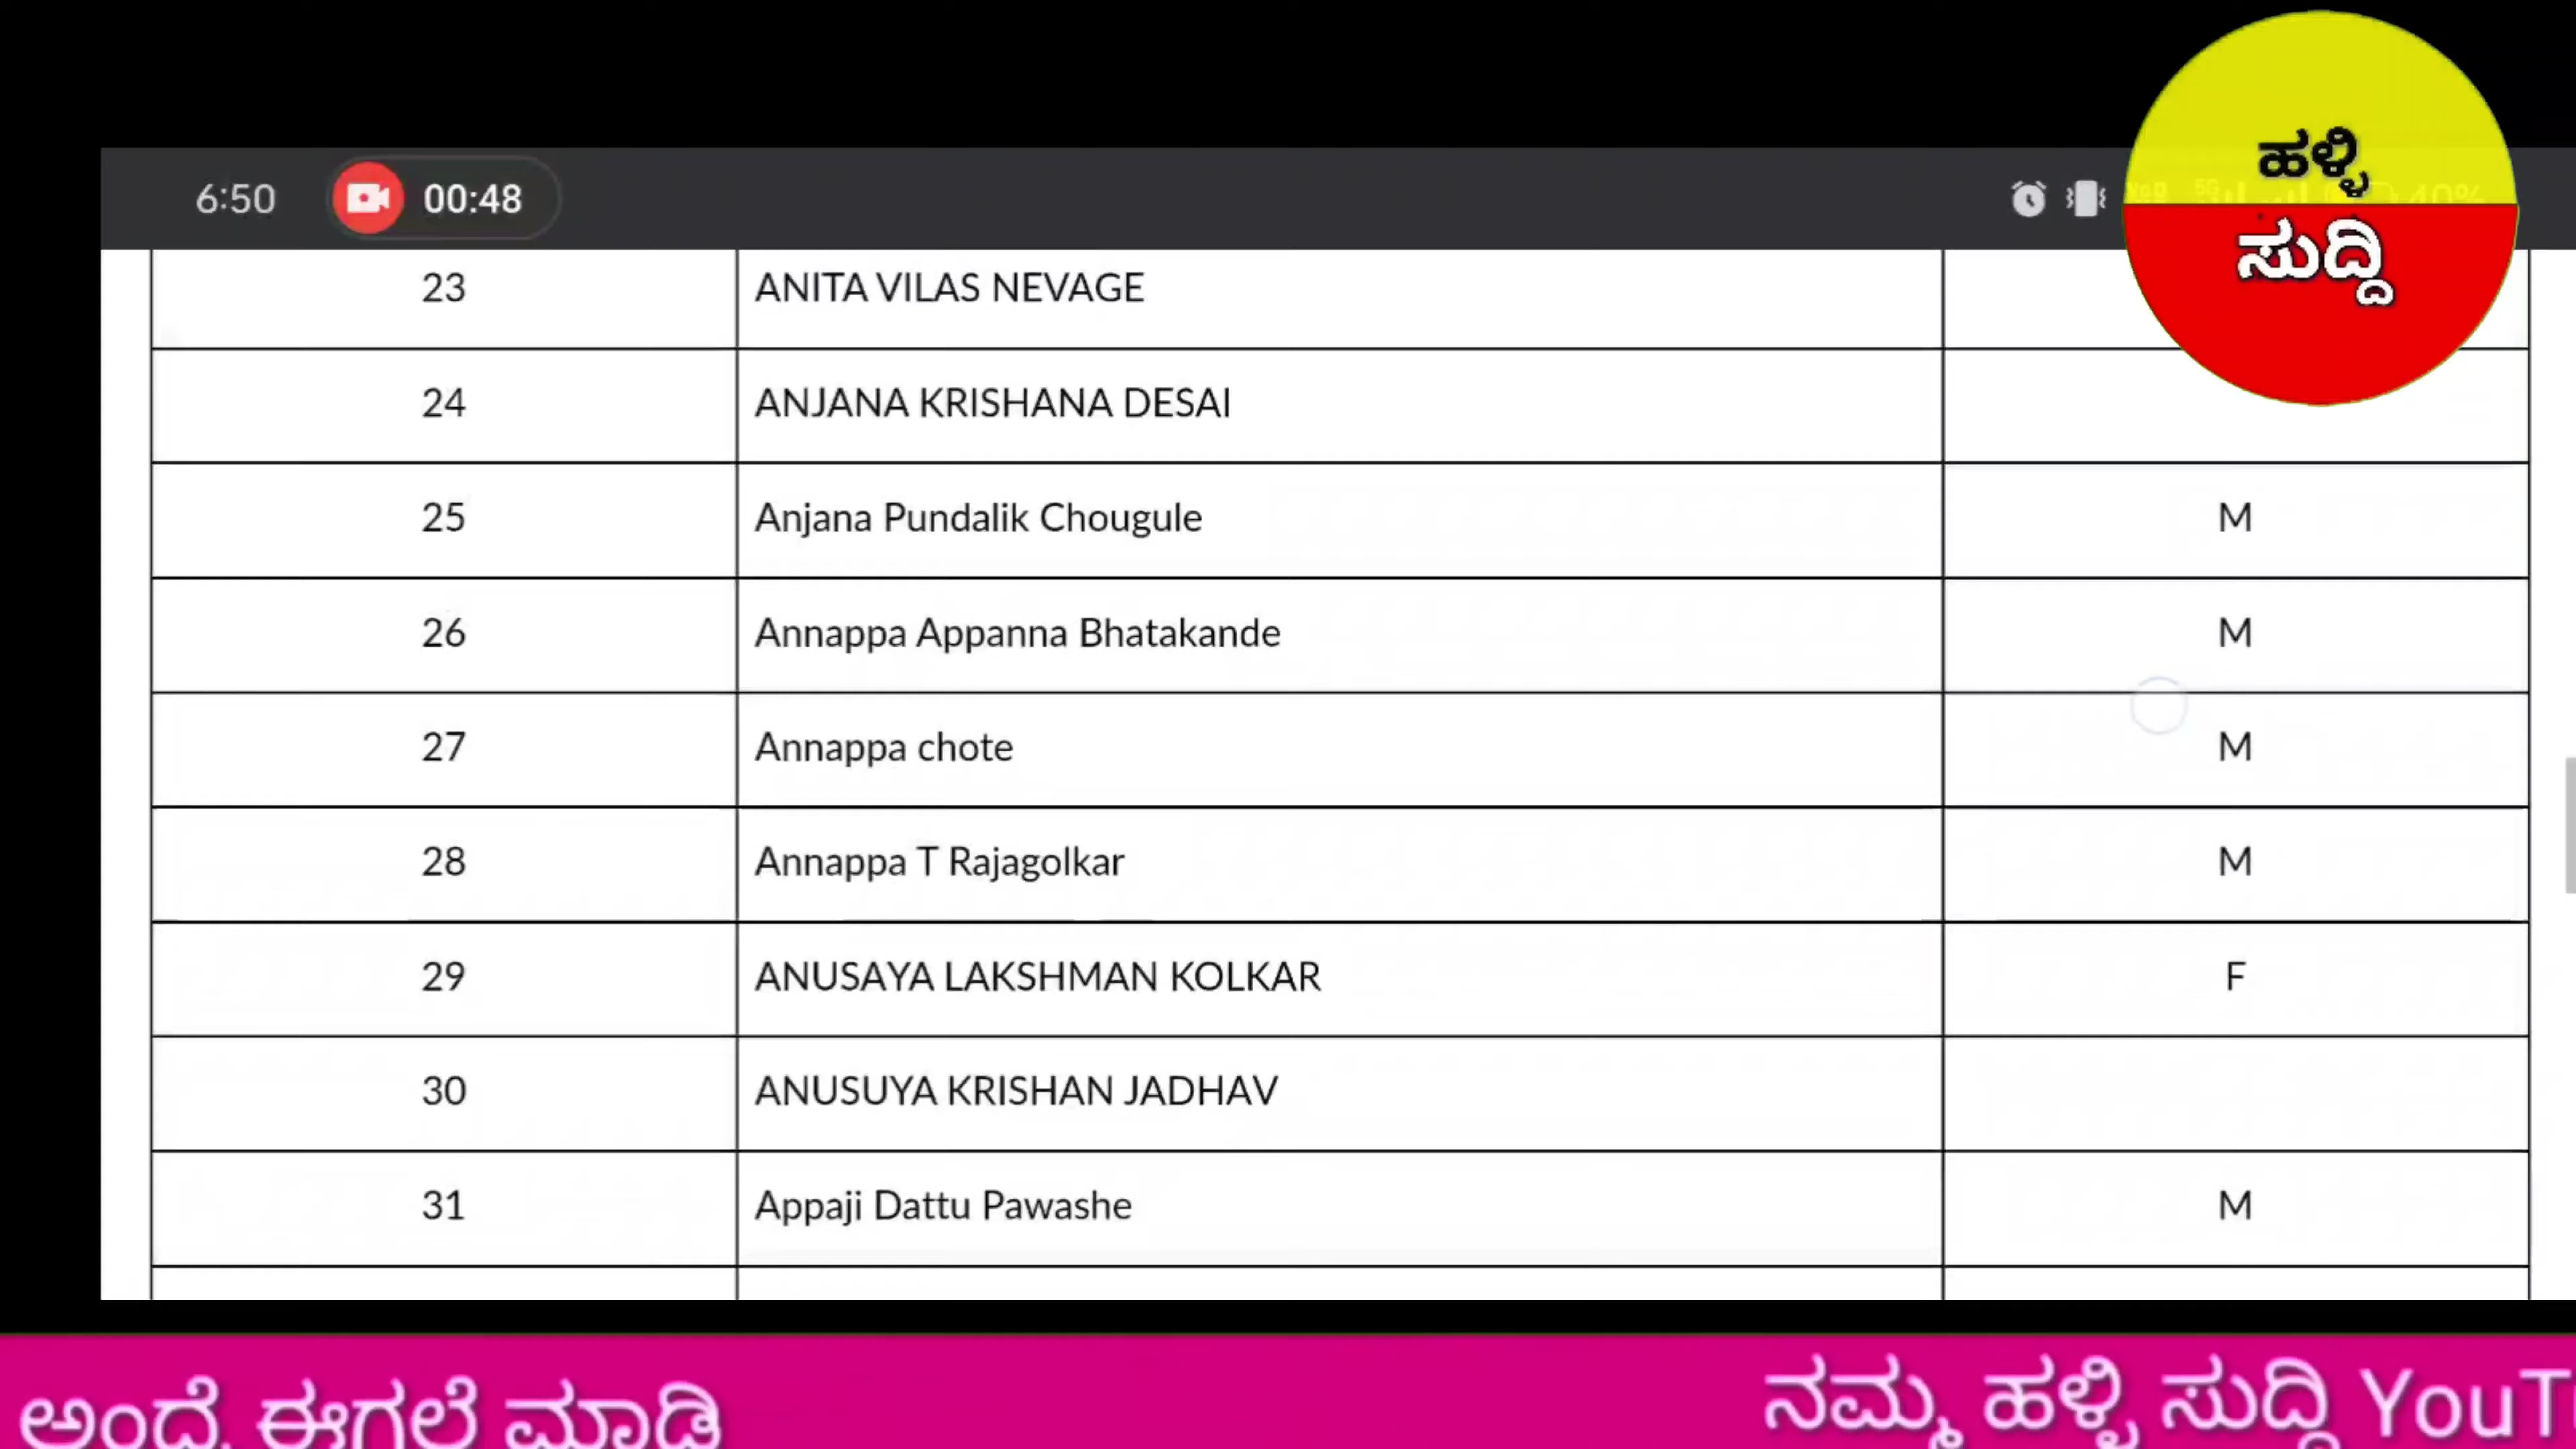 6:50 00:48 40%
ಹಳ್ಳಿ
ಸುದ್ದಿ
23 ANITA VILAS NEVAGE
24 ANJANA KRISHANA DESAI
25 Anjana Pundalik Chougule M
26 Annappa Appanna Bhatakande M
27 Annappa chote M
28 Annappa T Rajagolkar M
29 ANUSAYA LAKSHMAN KOLKAR F
30 ANUSUYA KRISHAN JADHAV
31 Appaji Dattu Pawashe M
ಈಗಲೆ ಮಾಡಿ ನಮ್ಮ ಹಳ್ಳಿ ಸುದ್ದಿ YouT